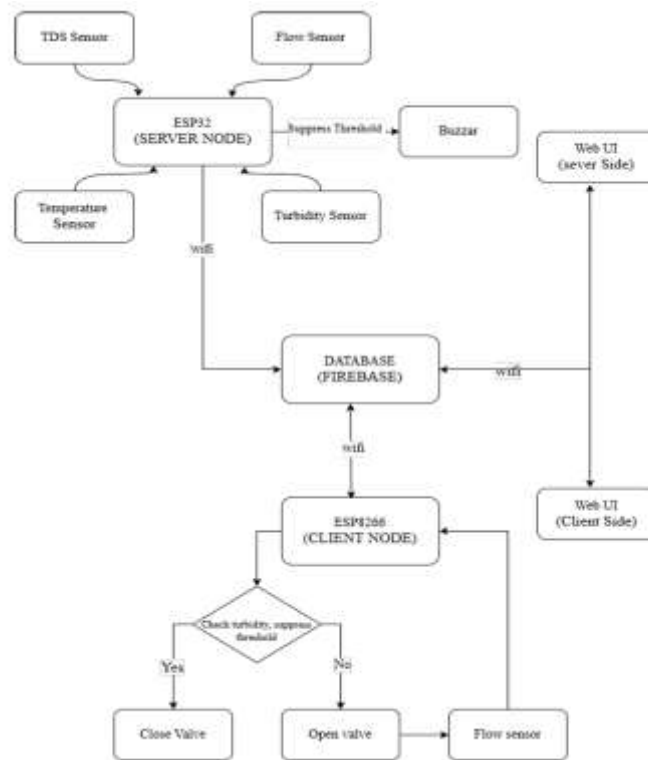 TDS Sensor
Flow Sensor
ESP32
(SERVER NODE)
Suppress Threshold
Buzzar
Web UI
(sever Side)
Temperature
Sensor
Turbidity Sensor
wifi
DATABASE
(FIREBASE)
wifi
wifi
ESP8266
(CLIENT NODE)
Web UI
(Client Side)
Check turbidity, suppress
threshold
Yes
No
Close Valve
Open valve
Flow sensor